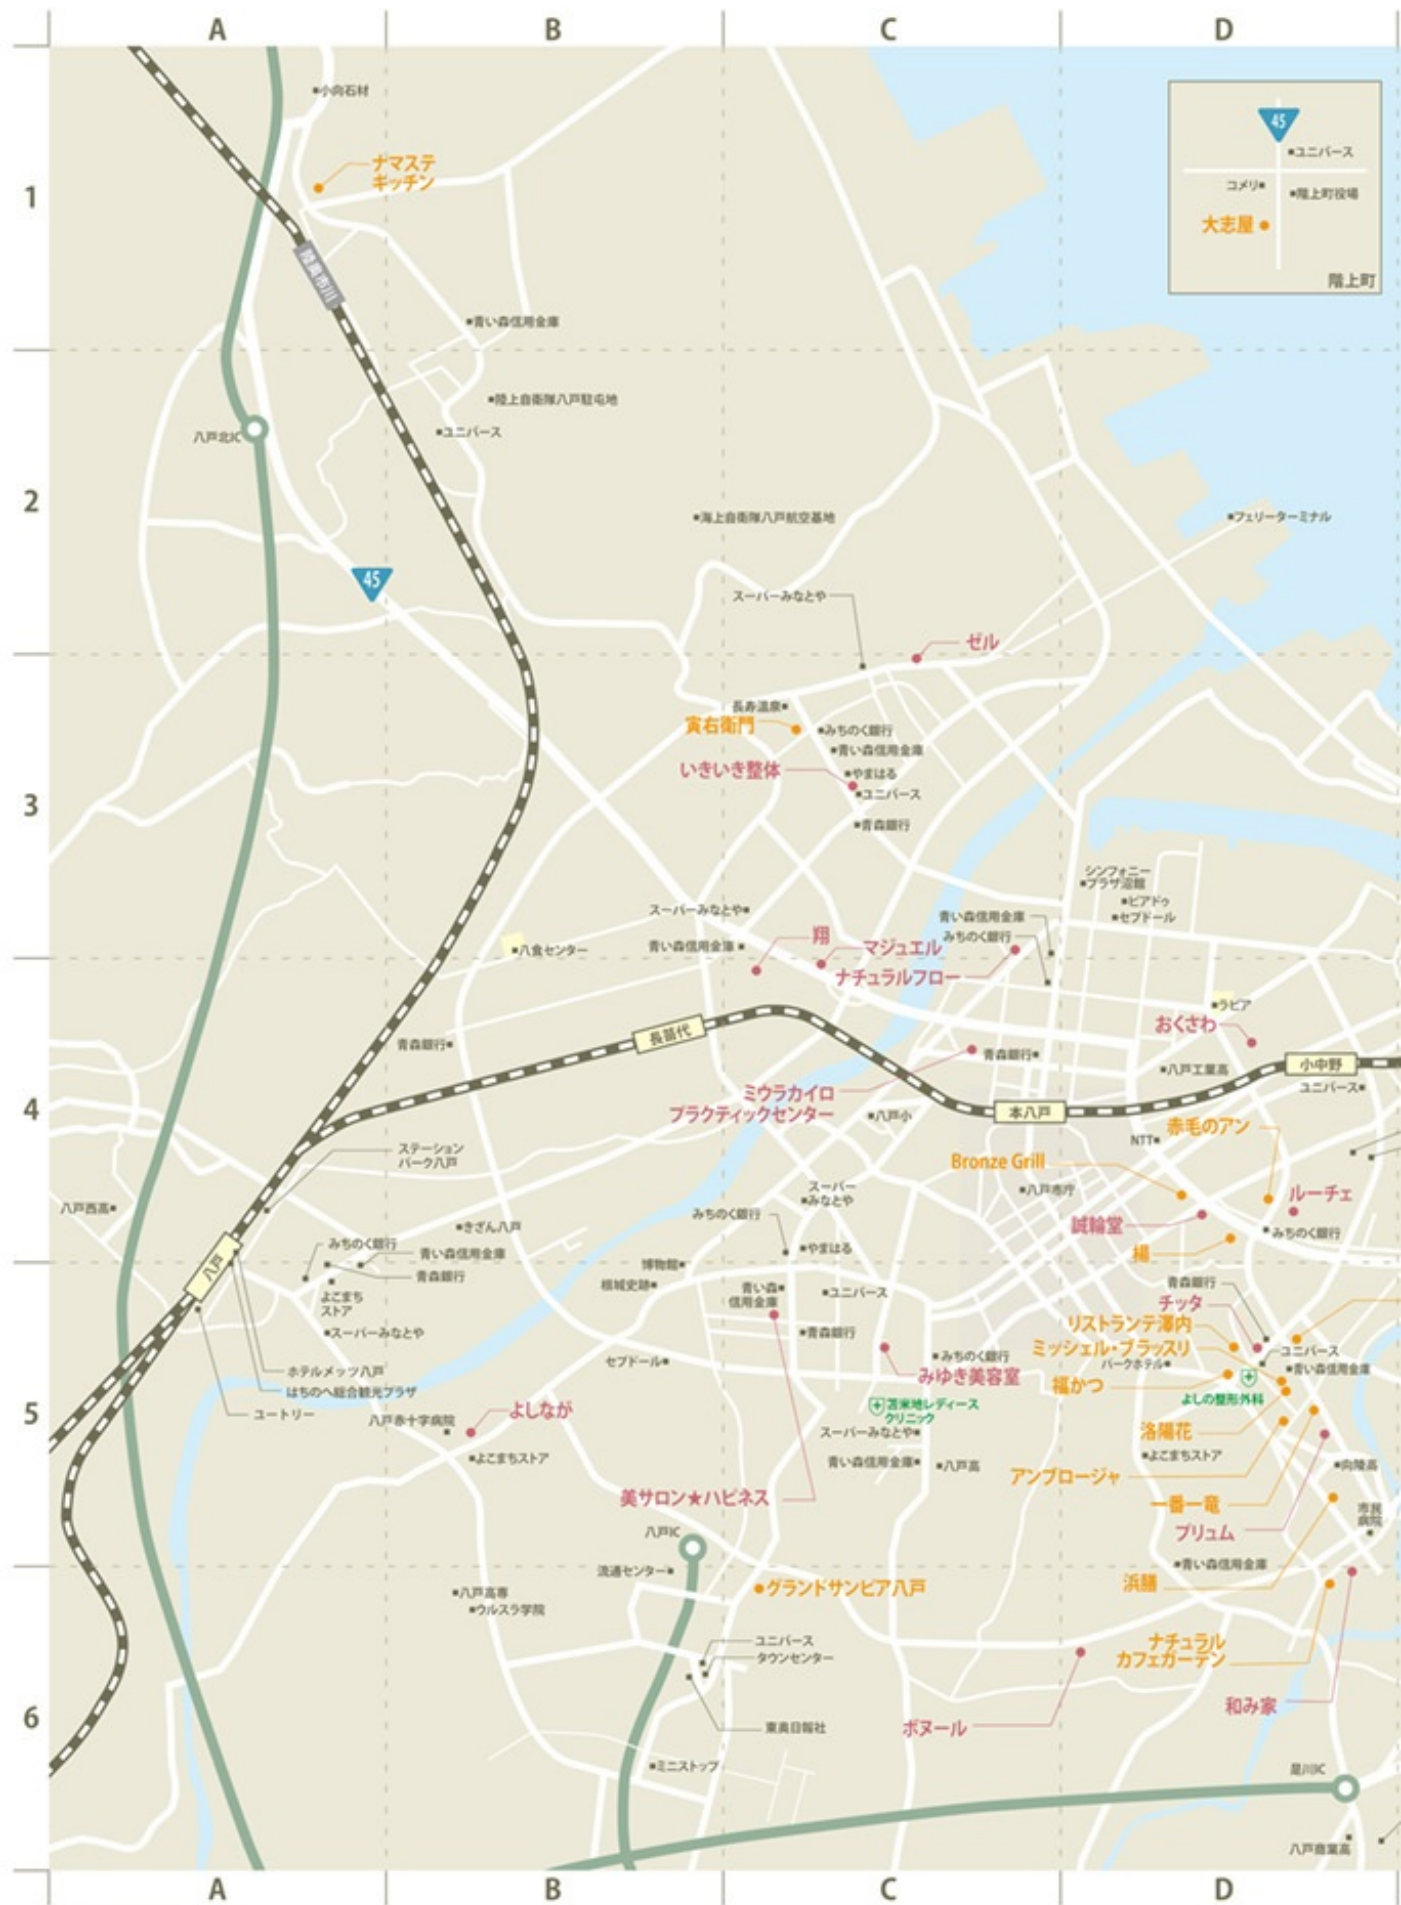 A
B
C
D
小向石材
45
ユニバース
コメリ
階上町役場
大志屋
階上町
ナマステ
キッチン
1
陸奥市川
青い森信用金庫
陸上自衛隊八戸駐屯地
ユニバース
八戸北IC
2
海上自衛隊八戸航空基地
フェリーターミナル
45
スーパーみなとや
ゼル
長寿温泉
寅右衛門
みちのく銀行
青い森信用金庫
いきいき整体
やまはる
ユニバース
3
青森銀行
シンフォニー
プラザ沼館
ピアドゥ
セブドール
スーパーみなとや
青い森信用金庫
みちのく銀行
八食センター
青い森信用金庫
翔
マジュエル
ナチュラルフロー
ラピア
おくさわ
長苗代
青森銀行
青森銀行
八戸工業高
小中野
ユニバース
ミウラカイロ
プラクティックセンター
4
八戸小
本八戸
NTT
赤毛のアン
ステーション
パーク八戸
Bronze Grill
八戸市庁
ルーチェ
スーパー
みなとや
八戸西高
みちのく銀行
誠輪堂
みちのく銀行
きざん八戸
やまはる
楊
八戸
みちのく銀行
青い森信用金庫
青森銀行
博物館
根城史跡
青い森
信用金庫
ユニバース
青森銀行
チッタ
よこまち
ストア
スーパーみなとや
青森銀行
リストランテ澤内
ミッシェル・ブラッスリ
ユニバース
セブドール
みちのく銀行
パークホテル
青い森信用金庫
ホテルメッツ八戸
みゆき美容室
福かつ
はちのへ総合観光プラザ
よしの整形外科
ユートリー
苫米地レディース
クリニック
5
よしなが
八戸赤十字病院
スーパーみなとや
洛陽花
よこまちストア
青い森信用金庫
八戸高
よこまちストア
向陵高
アンブロージャ
美サロン★ハピネス
一番一竜
市民
病院
プリュム
八戸IC
流通センター
青い森信用金庫
浜膳
八戸高専
グランドサンピア八戸
ウルスラ学院
ユニバース
タウンセンター
ナチュラル
カフェガーデン
6
和み家
東奥日報社
ボヌール
ミニストップ
是川IC
八戸商業高
A
B
C
D